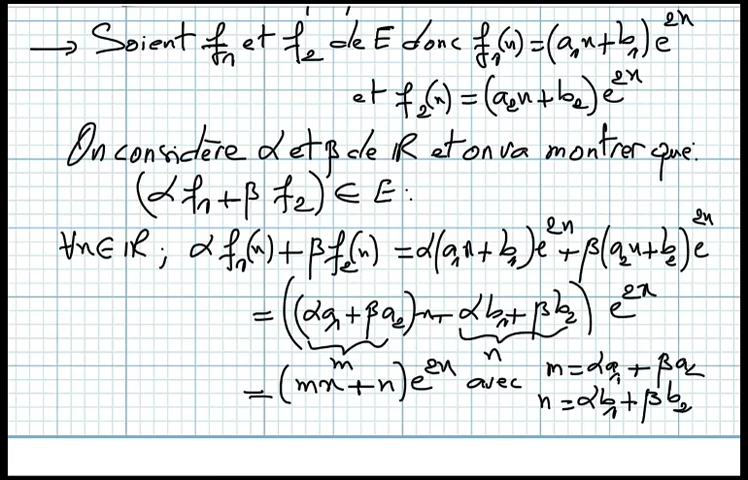 → Soient f₁ et f₂ de E donc f₁(x) = (a₁x+b₁)e^{2x}
et f₂(x) = (a₂x+b₂)e^{2x}
On considère α et β de ℝ et on va montrer que:
(αf₁+βf₂) ∈ E:
∀x∈ℝ; αf₁(x)+βf₂(x) = α(a₁x+b₁)e^{2x}+β(a₂x+b₂)e^{2x}
= ((αa₁+βa₂)x+αb₁+βb₂) e^{2x}
m n
= (mx+n)e^{2x} avec m=αa₁+βa₂
n=αb₁+βb₂